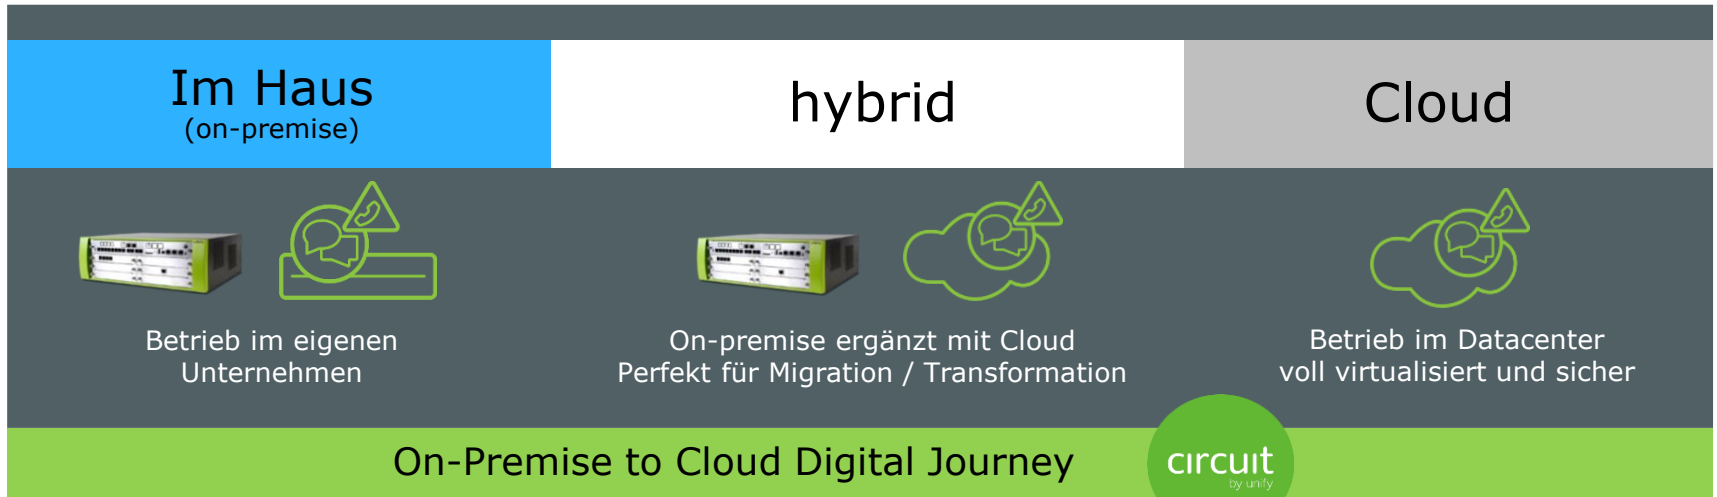 Im Haus
(on-premise)
hybrid
Cloud
Betrieb im eigenen
Unternehmen
On-premise ergänzt mit Cloud
Perfekt für Migration / Transformation
Betrieb im Datacenter
voll virtualisiert und sicher
On-Premise to Cloud Digital Journey
circuit
by unify